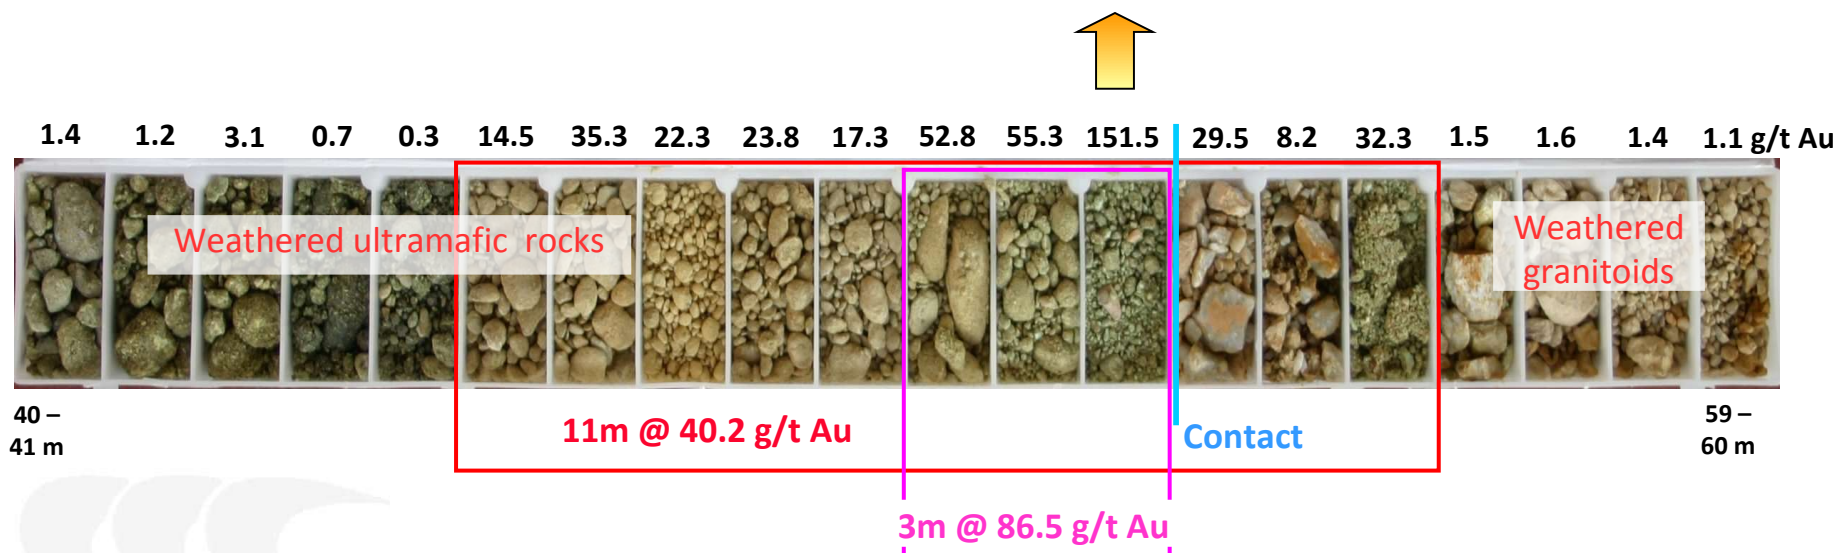 1.4 1.2 3.1 0.7 0.3 14.5 35.3 22.3 23.8 17.3 52.8 55.3 151.5 29.5 8.2 32.3 1.5 1.6 1.4 1.1 g/t Au
Weathered ultramafic rocks
Weathered
granitoids
40 –
41 m
11m @ 40.2 g/t Au
Contact
59 –
60 m
3m @ 86.5 g/t Au